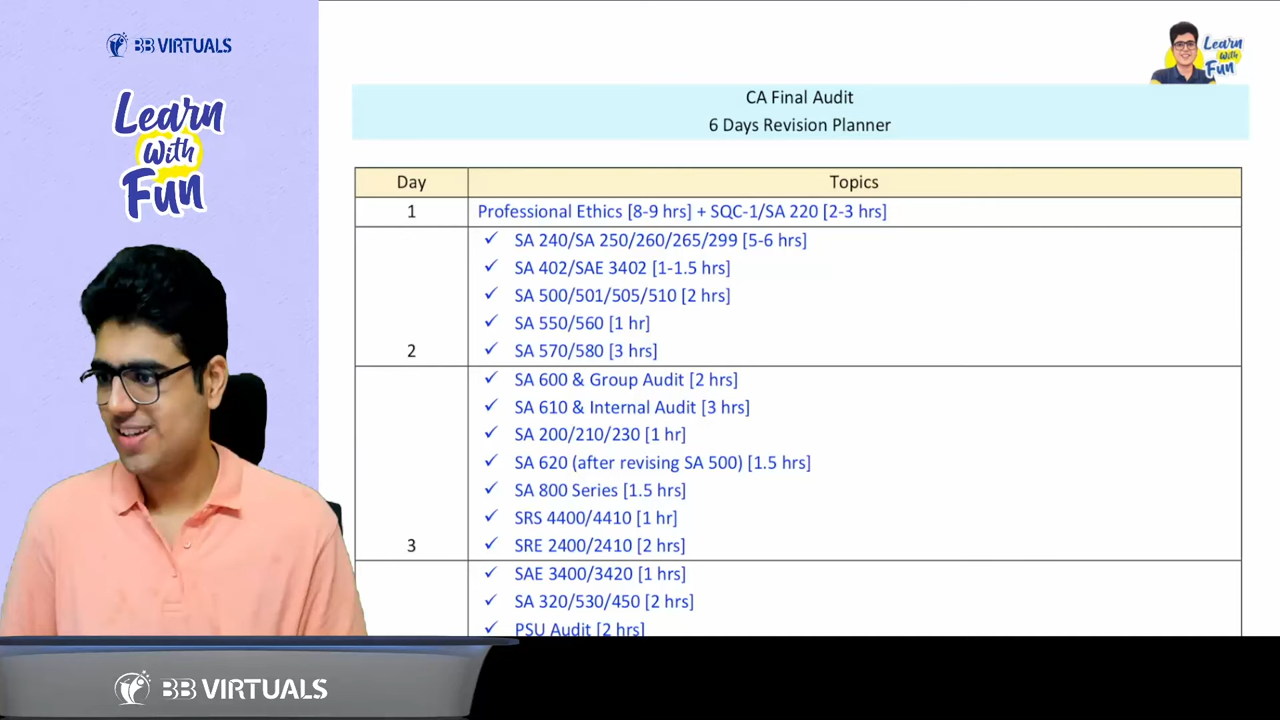 BB VIRTUALS
Learn
With
Fun
Learn
With
Fun
CA Final Audit
6 Days Revision Planner
Day Topics
1 Professional Ethics [8-9 hrs] + SQC-1/SA 220 [2-3 hrs]
✓ SA 240/SA 250/260/265/299 [5-6 hrs]
✓ SA 402/SAE 3402 [1-1.5 hrs]
✓ SA 500/501/505/510 [2 hrs]
✓ SA 550/560 [1 hr]
2 ✓ SA 570/580 [3 hrs]
✓ SA 600 & Group Audit [2 hrs]
✓ SA 610 & Internal Audit [3 hrs]
✓ SA 200/210/230 [1 hr]
✓ SA 620 (after revising SA 500) [1.5 hrs]
✓ SA 800 Series [1.5 hrs]
✓ SRS 4400/4410 [1 hr]
3 ✓ SRE 2400/2410 [2 hrs]
✓ SAE 3400/3420 [1 hrs]
✓ SA 320/530/450 [2 hrs]
✓ PSU Audit [2 hrs]
BB VIRTUALS